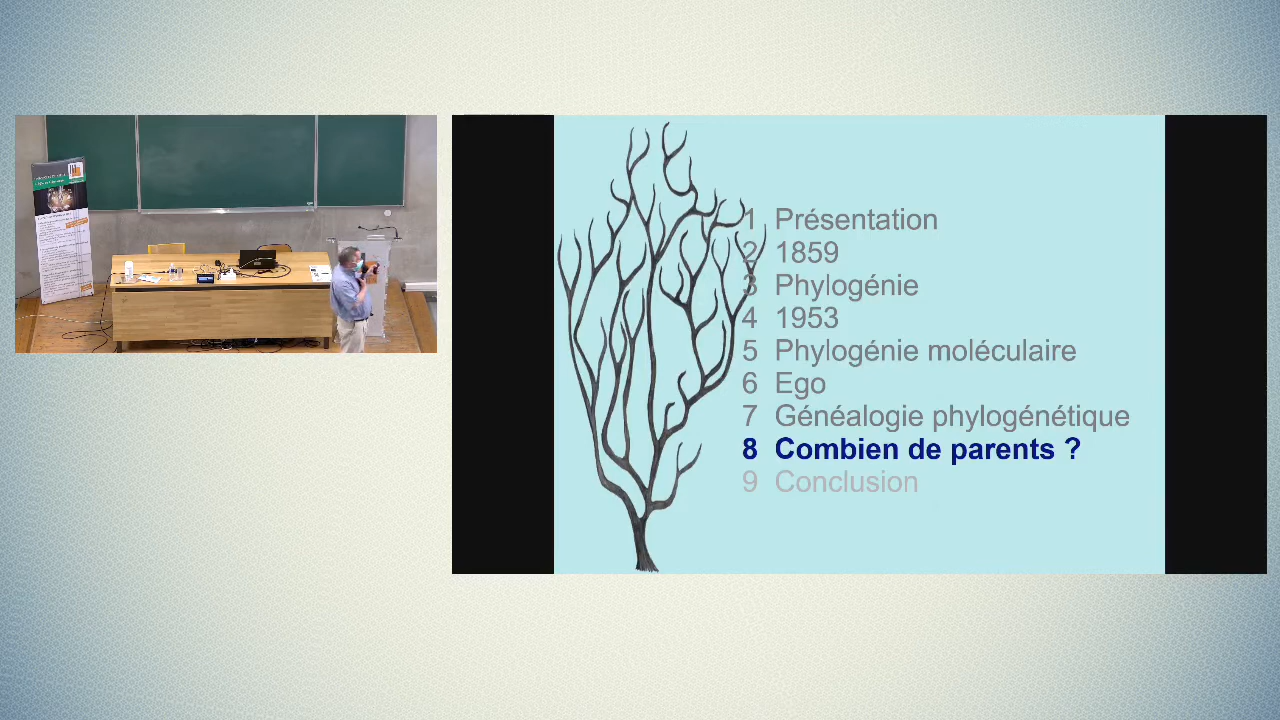 1 Présentation
2 1859
3 Phylogénie
4 1953
5 Phylogénie moléculaire
6 Ego
7 Généalogie phylogénétique
8 Combien de parents ?
9 Conclusion